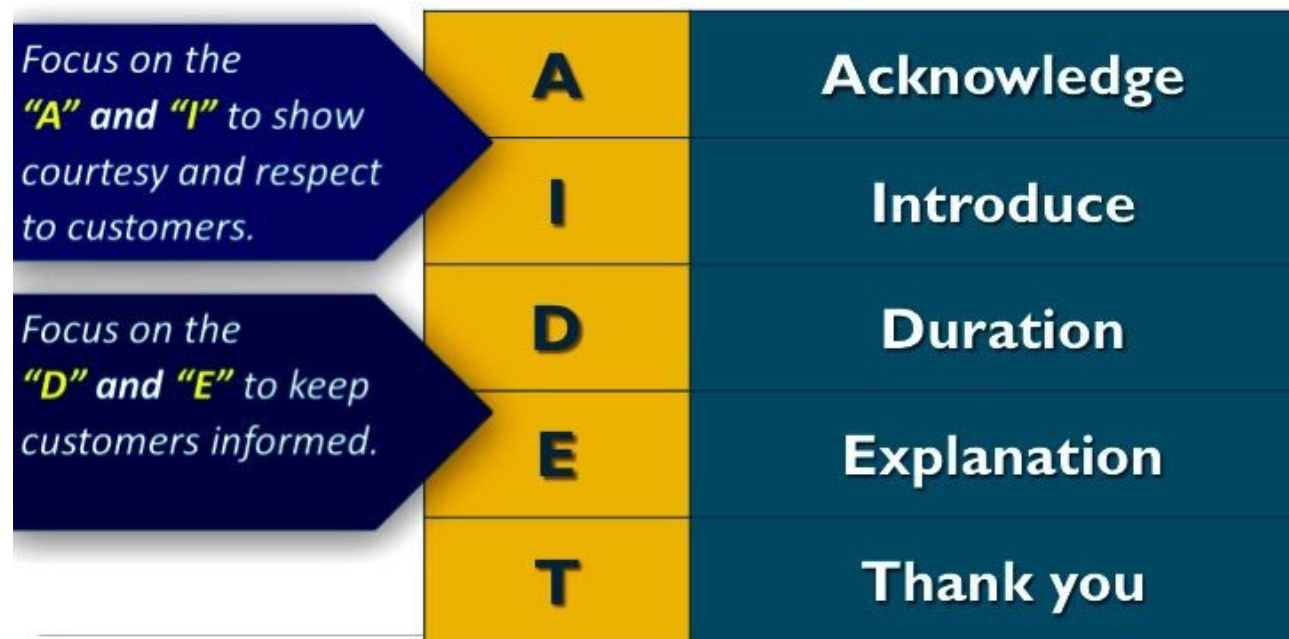 Focus on the
“A” and “I” to show
courtesy and respect
to customers.
Focus on the
“D” and “E” to keep
customers informed.
A Acknowledge
I Introduce
D Duration
E Explanation
T Thank you